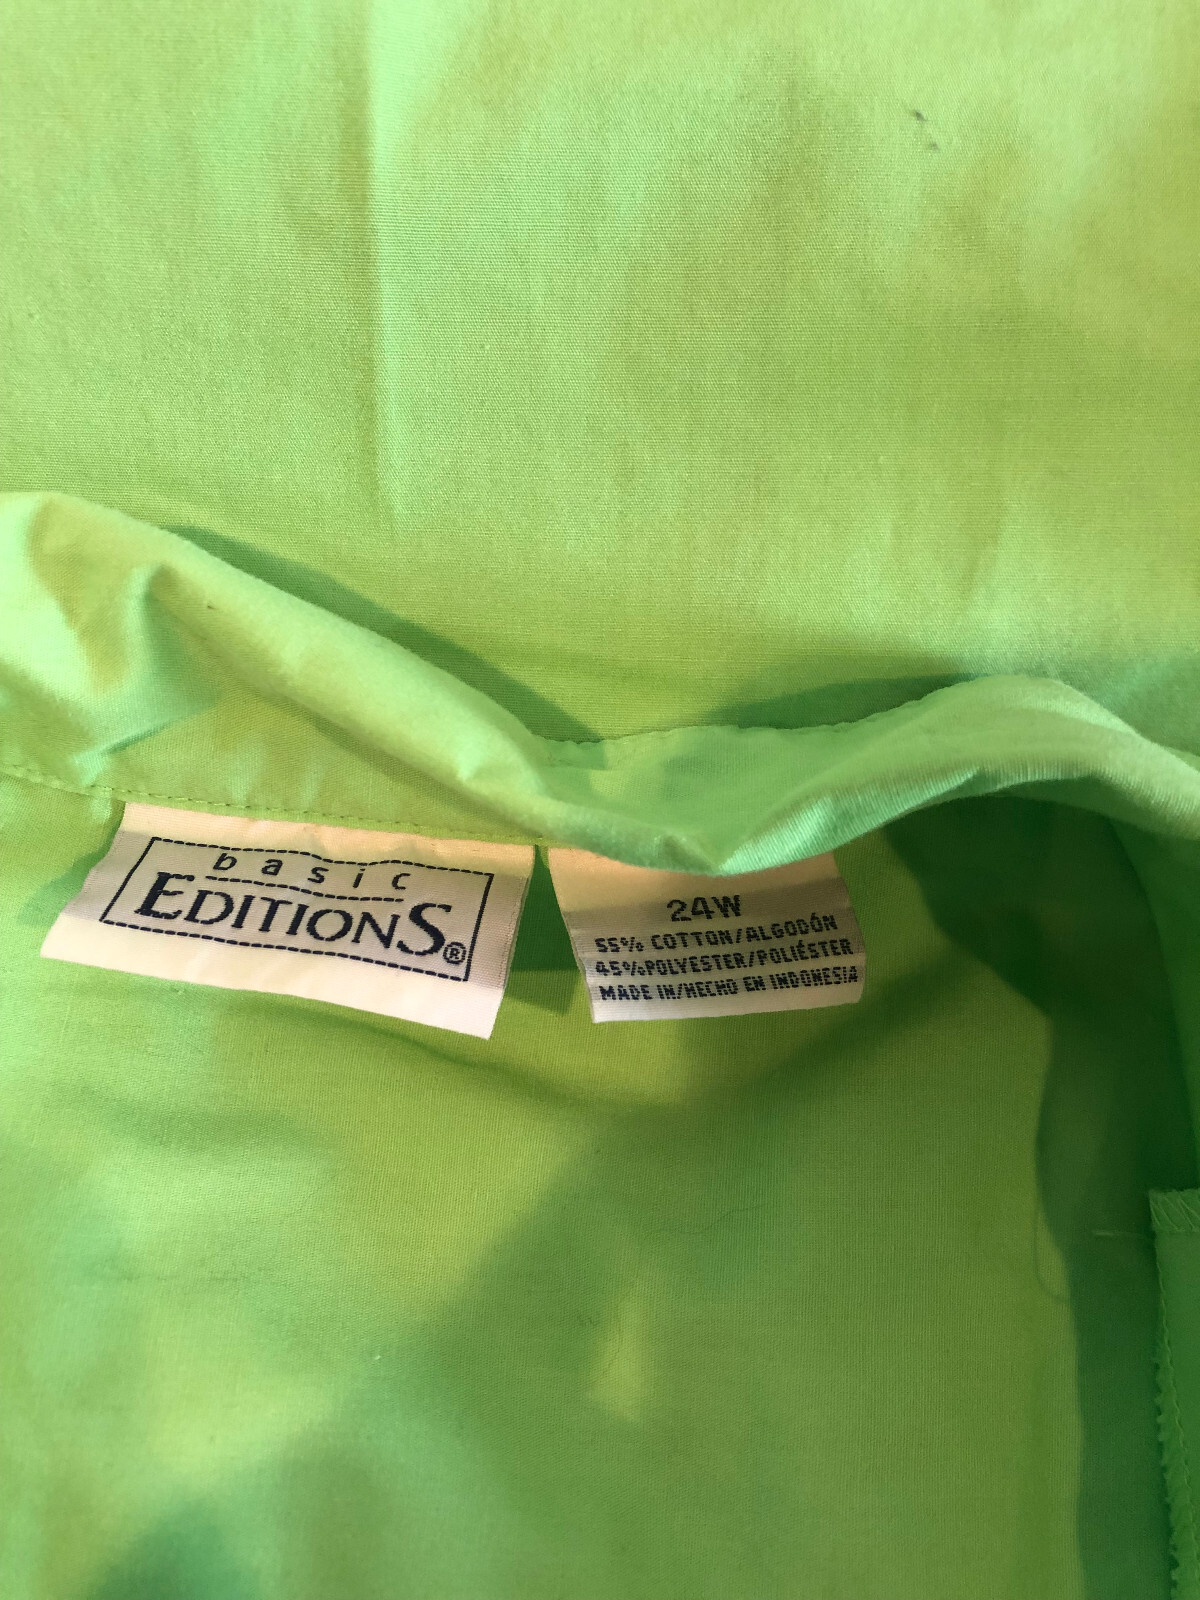 basic
EDITIONS®
24W
55% COTTON/ALGODÓN
45%POLYESTER/POLIÉSTER
MADE IN/HECHO EN INDONESIA